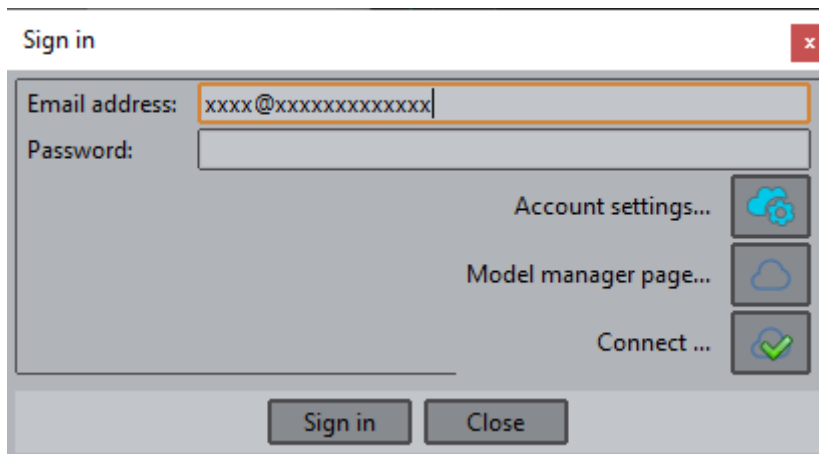 Sign in
x
Email address: xxxx@xxxxxxxxxxxxx
Password:
Account settings...
Model manager page...
Connect ...
Sign in Close